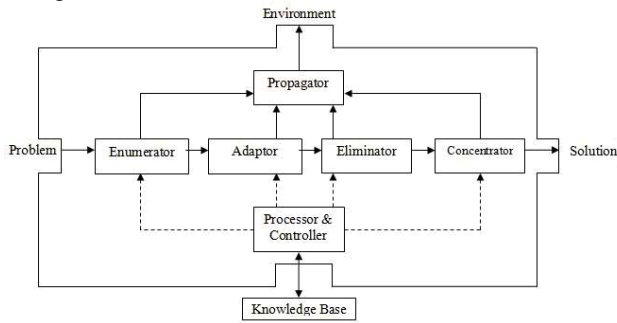 Environment
Propagator
Problem
Enumerator
Adaptor
Eliminator
Concentrator
Solution
Processor &
Controller
Knowledge Base